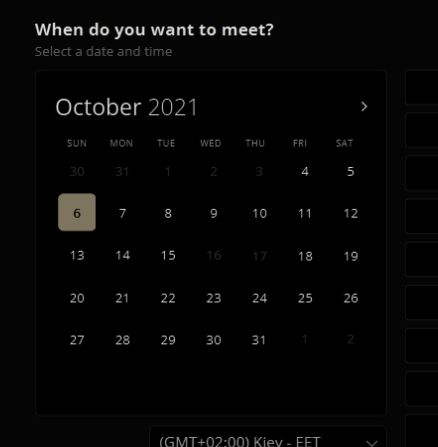 When do you want to meet?
Select a date and time
October 2021
SUN MON TUE WED THU FRI SAT
30 31 1 2 3 4 5
6 7 8 9 10 11 12
13 14 15 16 17 18 19
20 21 22 23 24 25 26
27 28 29 30 31 1 2
(GMT+02:00) Kiev - EET